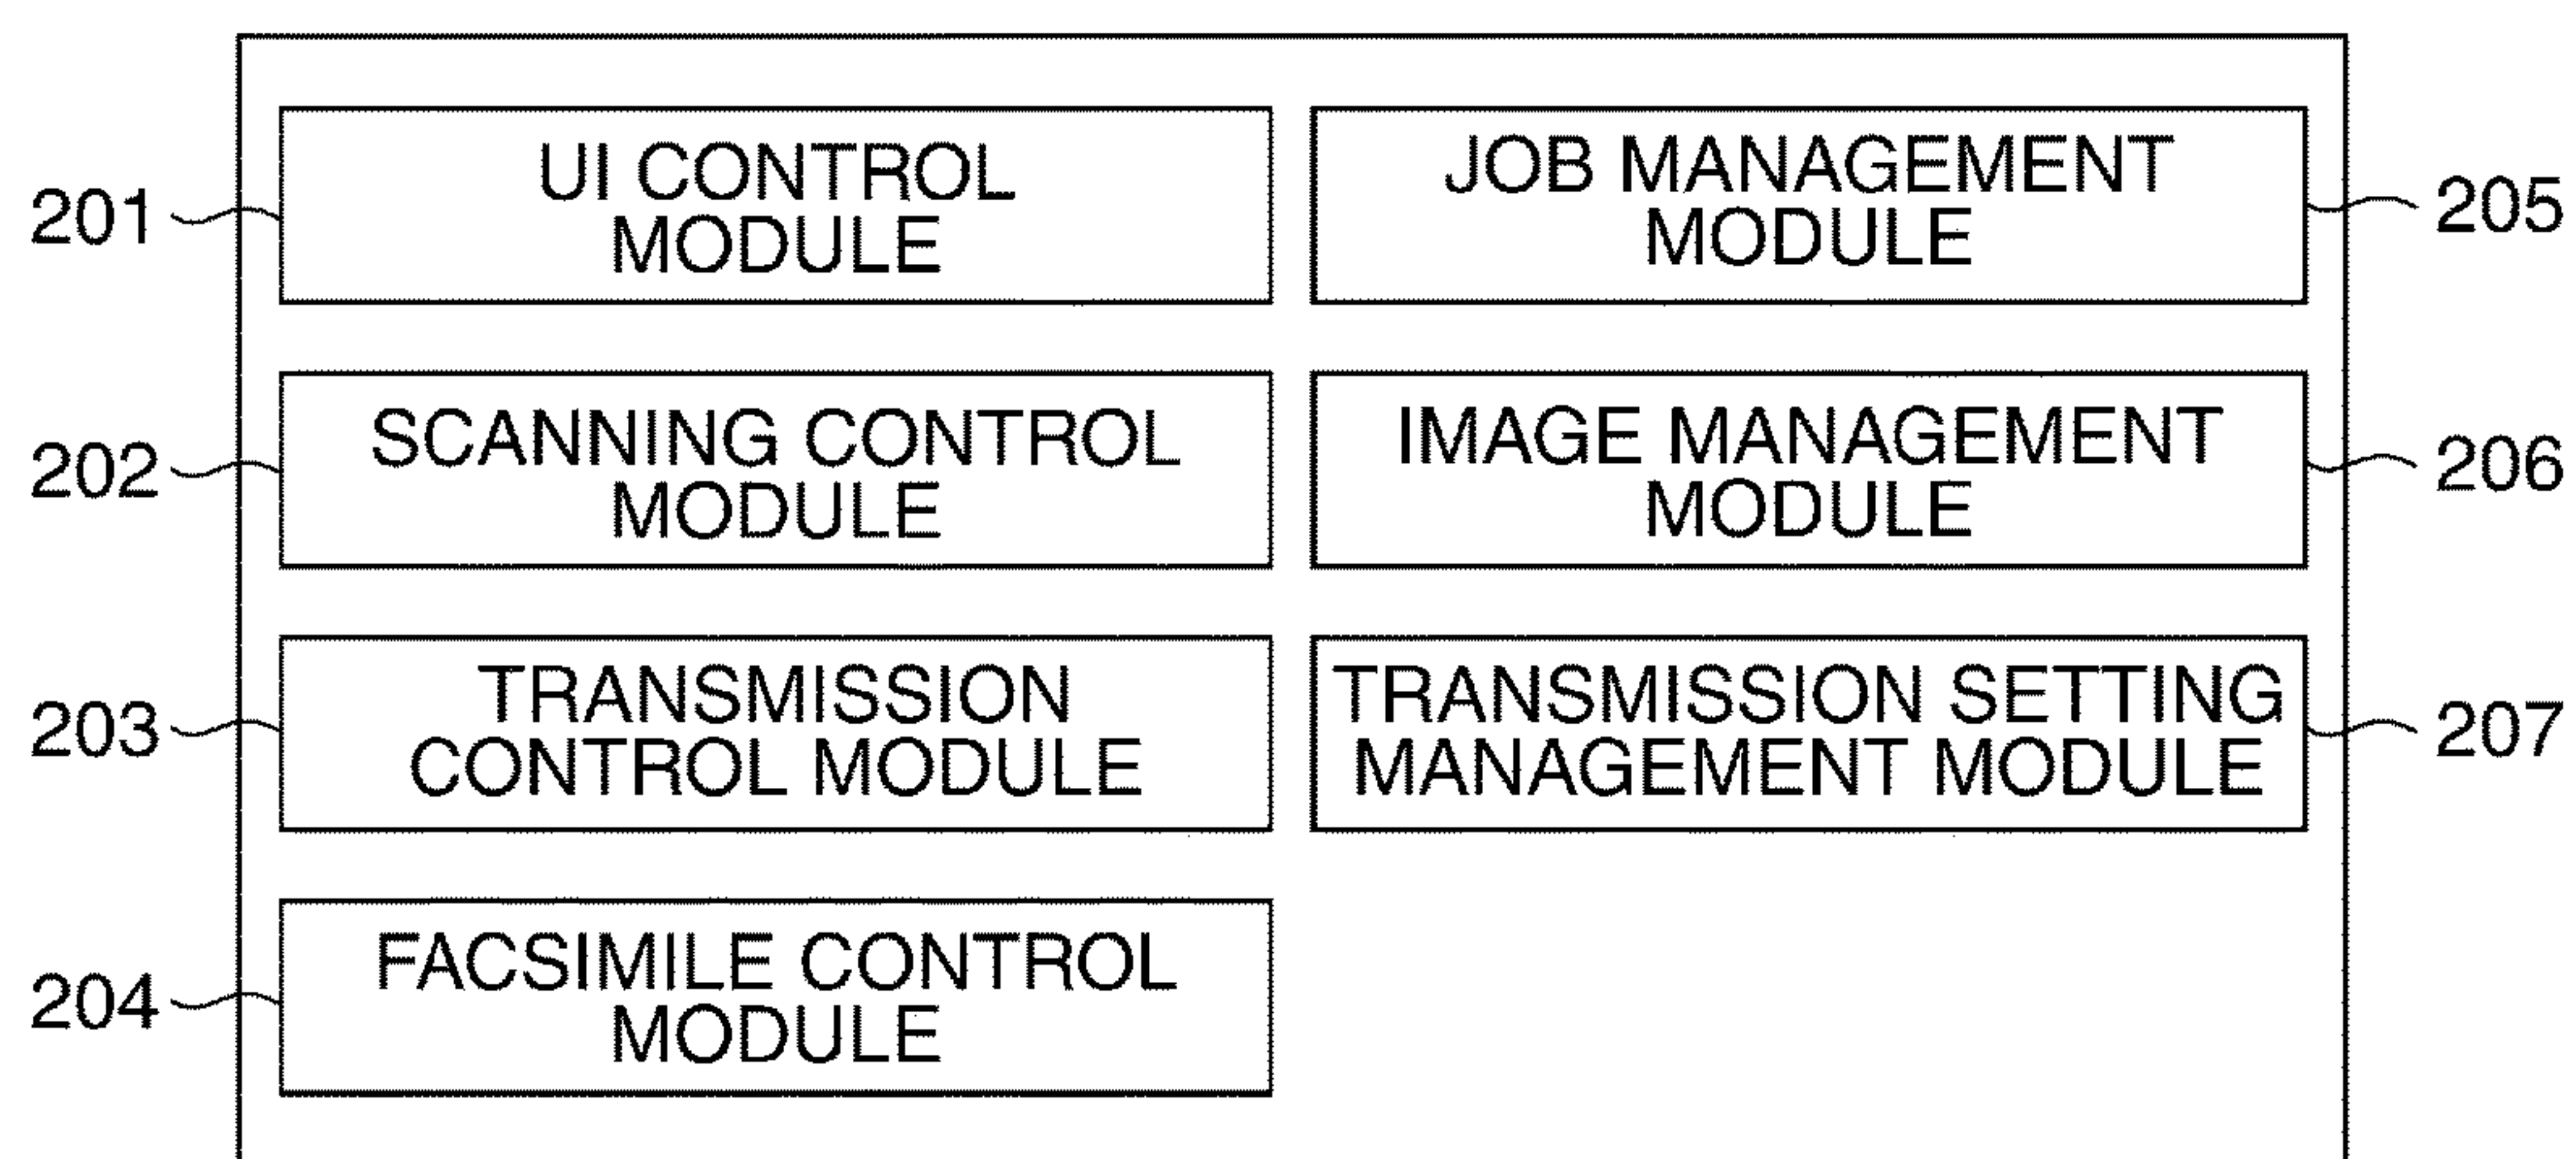 201
UI CONTROL
MODULE
JOB MANAGEMENT
MODULE
205
202
SCANNING CONTROL
MODULE
IMAGE MANAGEMENT
MODULE
206
203
TRANSMISSION
CONTROL MODULE
TRANSMISSION SETTING
MANAGEMENT MODULE
207
204
FACSIMILE CONTROL
MODULE